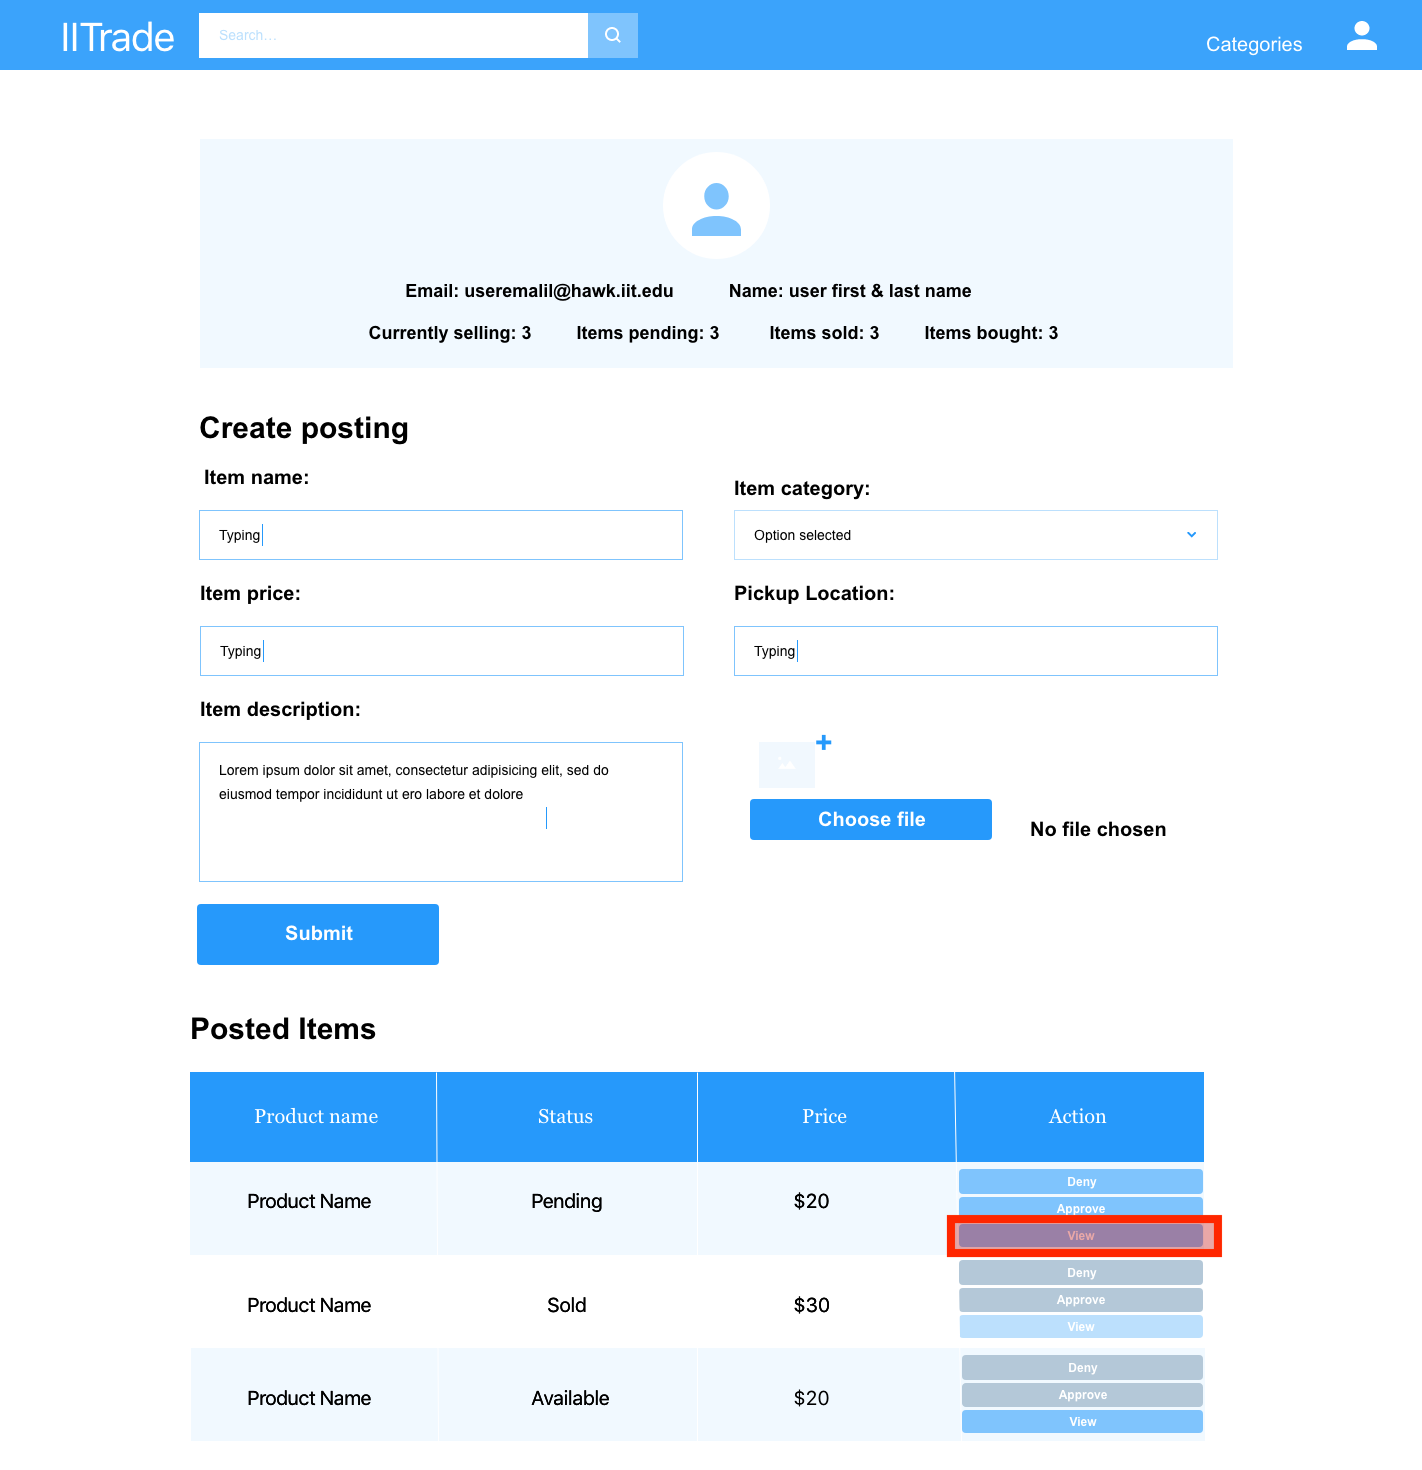 IITrade
Search...
Categories
Email: useremalil@hawk.iit.edu
Name: user first & last name
Currently selling: 3
Items pending: 3
Items sold: 3
Items bought: 3
Create posting
Item name:
Item category:
Typing
Option selected
Item price:
Pickup Location:
Typing
Typing
Item description:
Lorem ipsum dolor sit amet, consectetur adipisicing elit, sed do
eiusmod tempor incididunt ut ero labore et dolore
Choose file
No file chosen
Submit
Posted Items
Product name
Status
Price
Action
Product Name
Pending
$20
Deny
Approve
View
Product Name
Sold
$30
Deny
Approve
View
Product Name
Available
$20
Deny
Approve
View